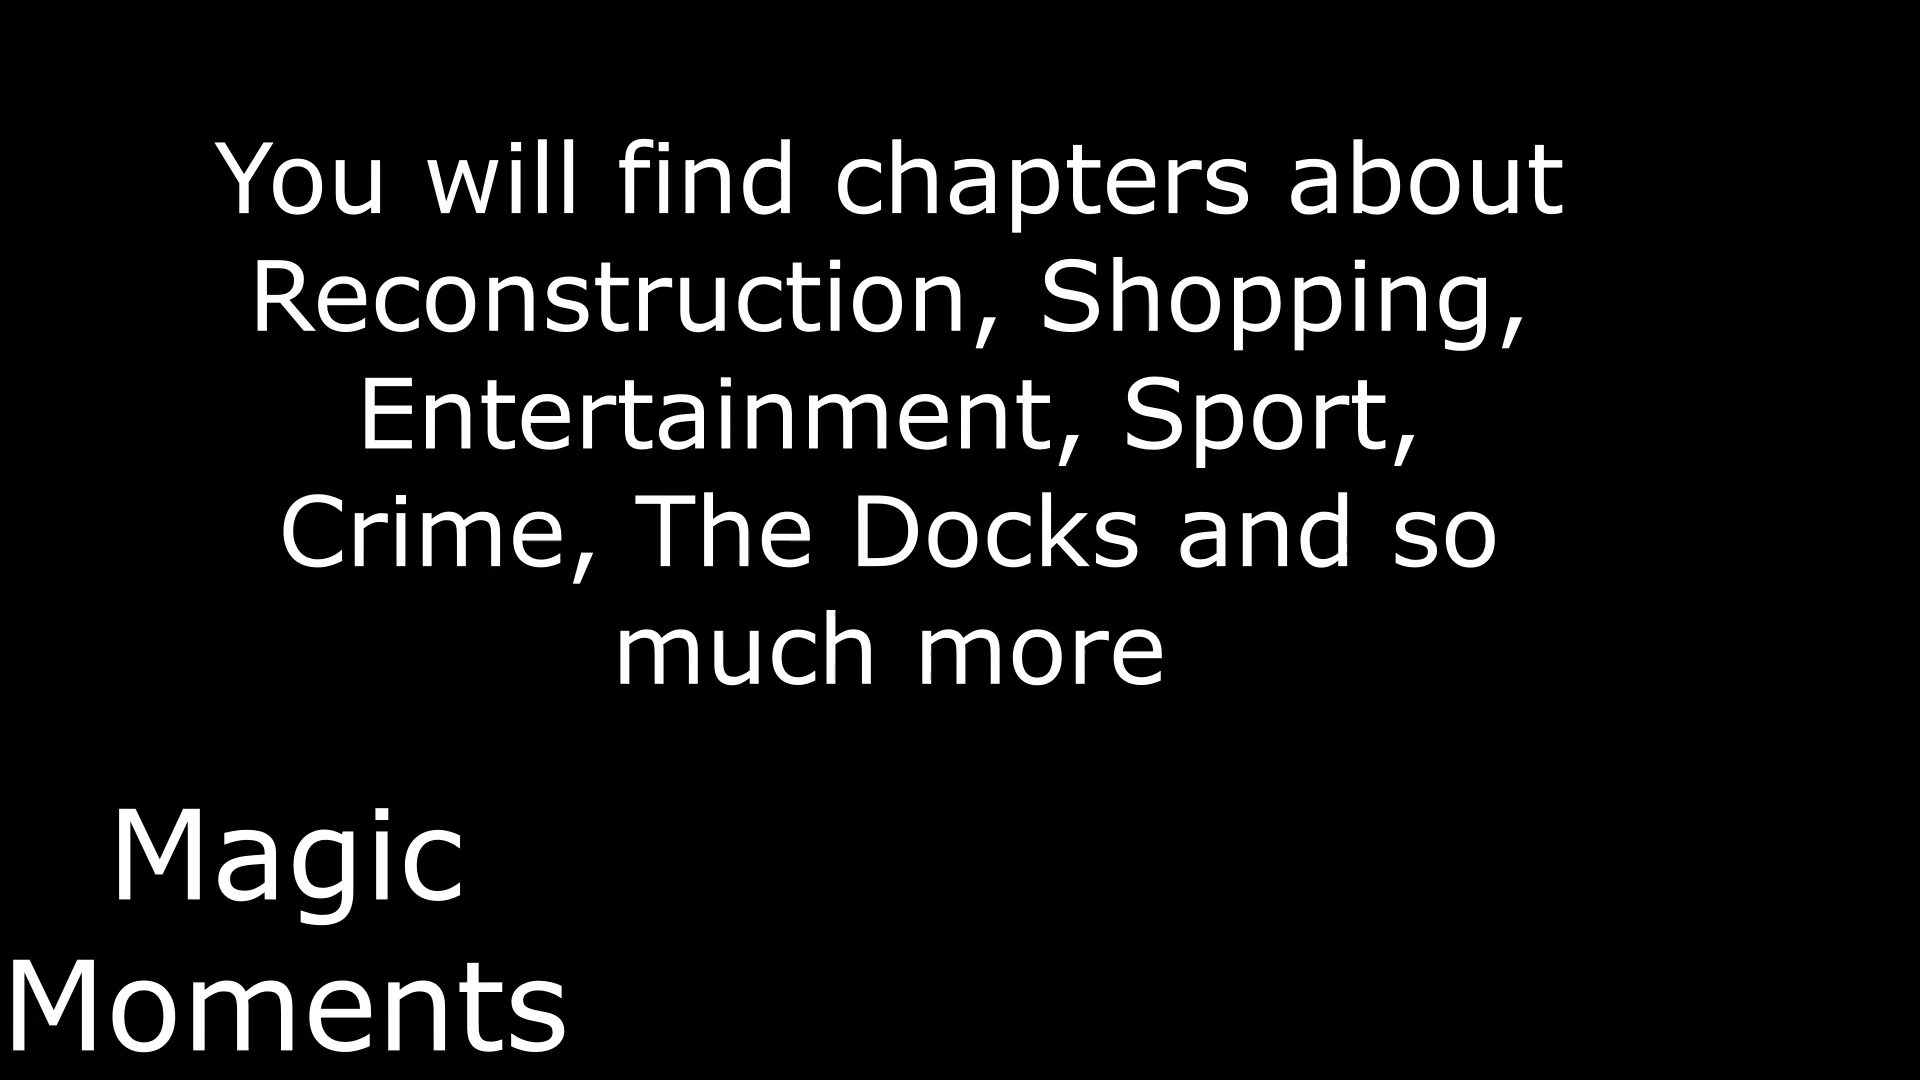 You will find chapters about
Reconstruction, Shopping,
Entertainment, Sport,
Crime, The Docks and so
much more
Magic
Moments